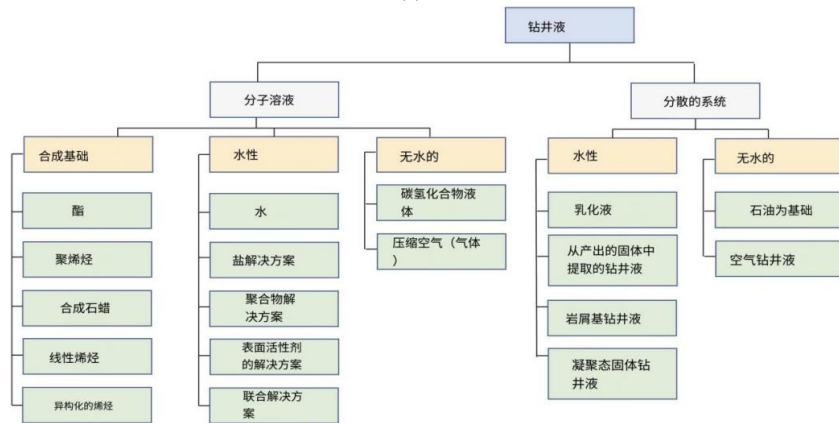 钻井液
分子溶液
分散的系统
合成基础
水性
无水的
水性
无水的
酯
水
碳氢化合物液
体
乳化液
石油为基础
聚烯烃
盐解决方案
压缩空气（气体
）
从产出的固体中
提取的钻井液
空气钻井液
合成石蜡
聚合物解
决方案
岩屑基钻井液
线性烯烃
表面活性剂
的解决方案
凝聚态固体钻
井液
异构化的烯烃
联合解决方
案